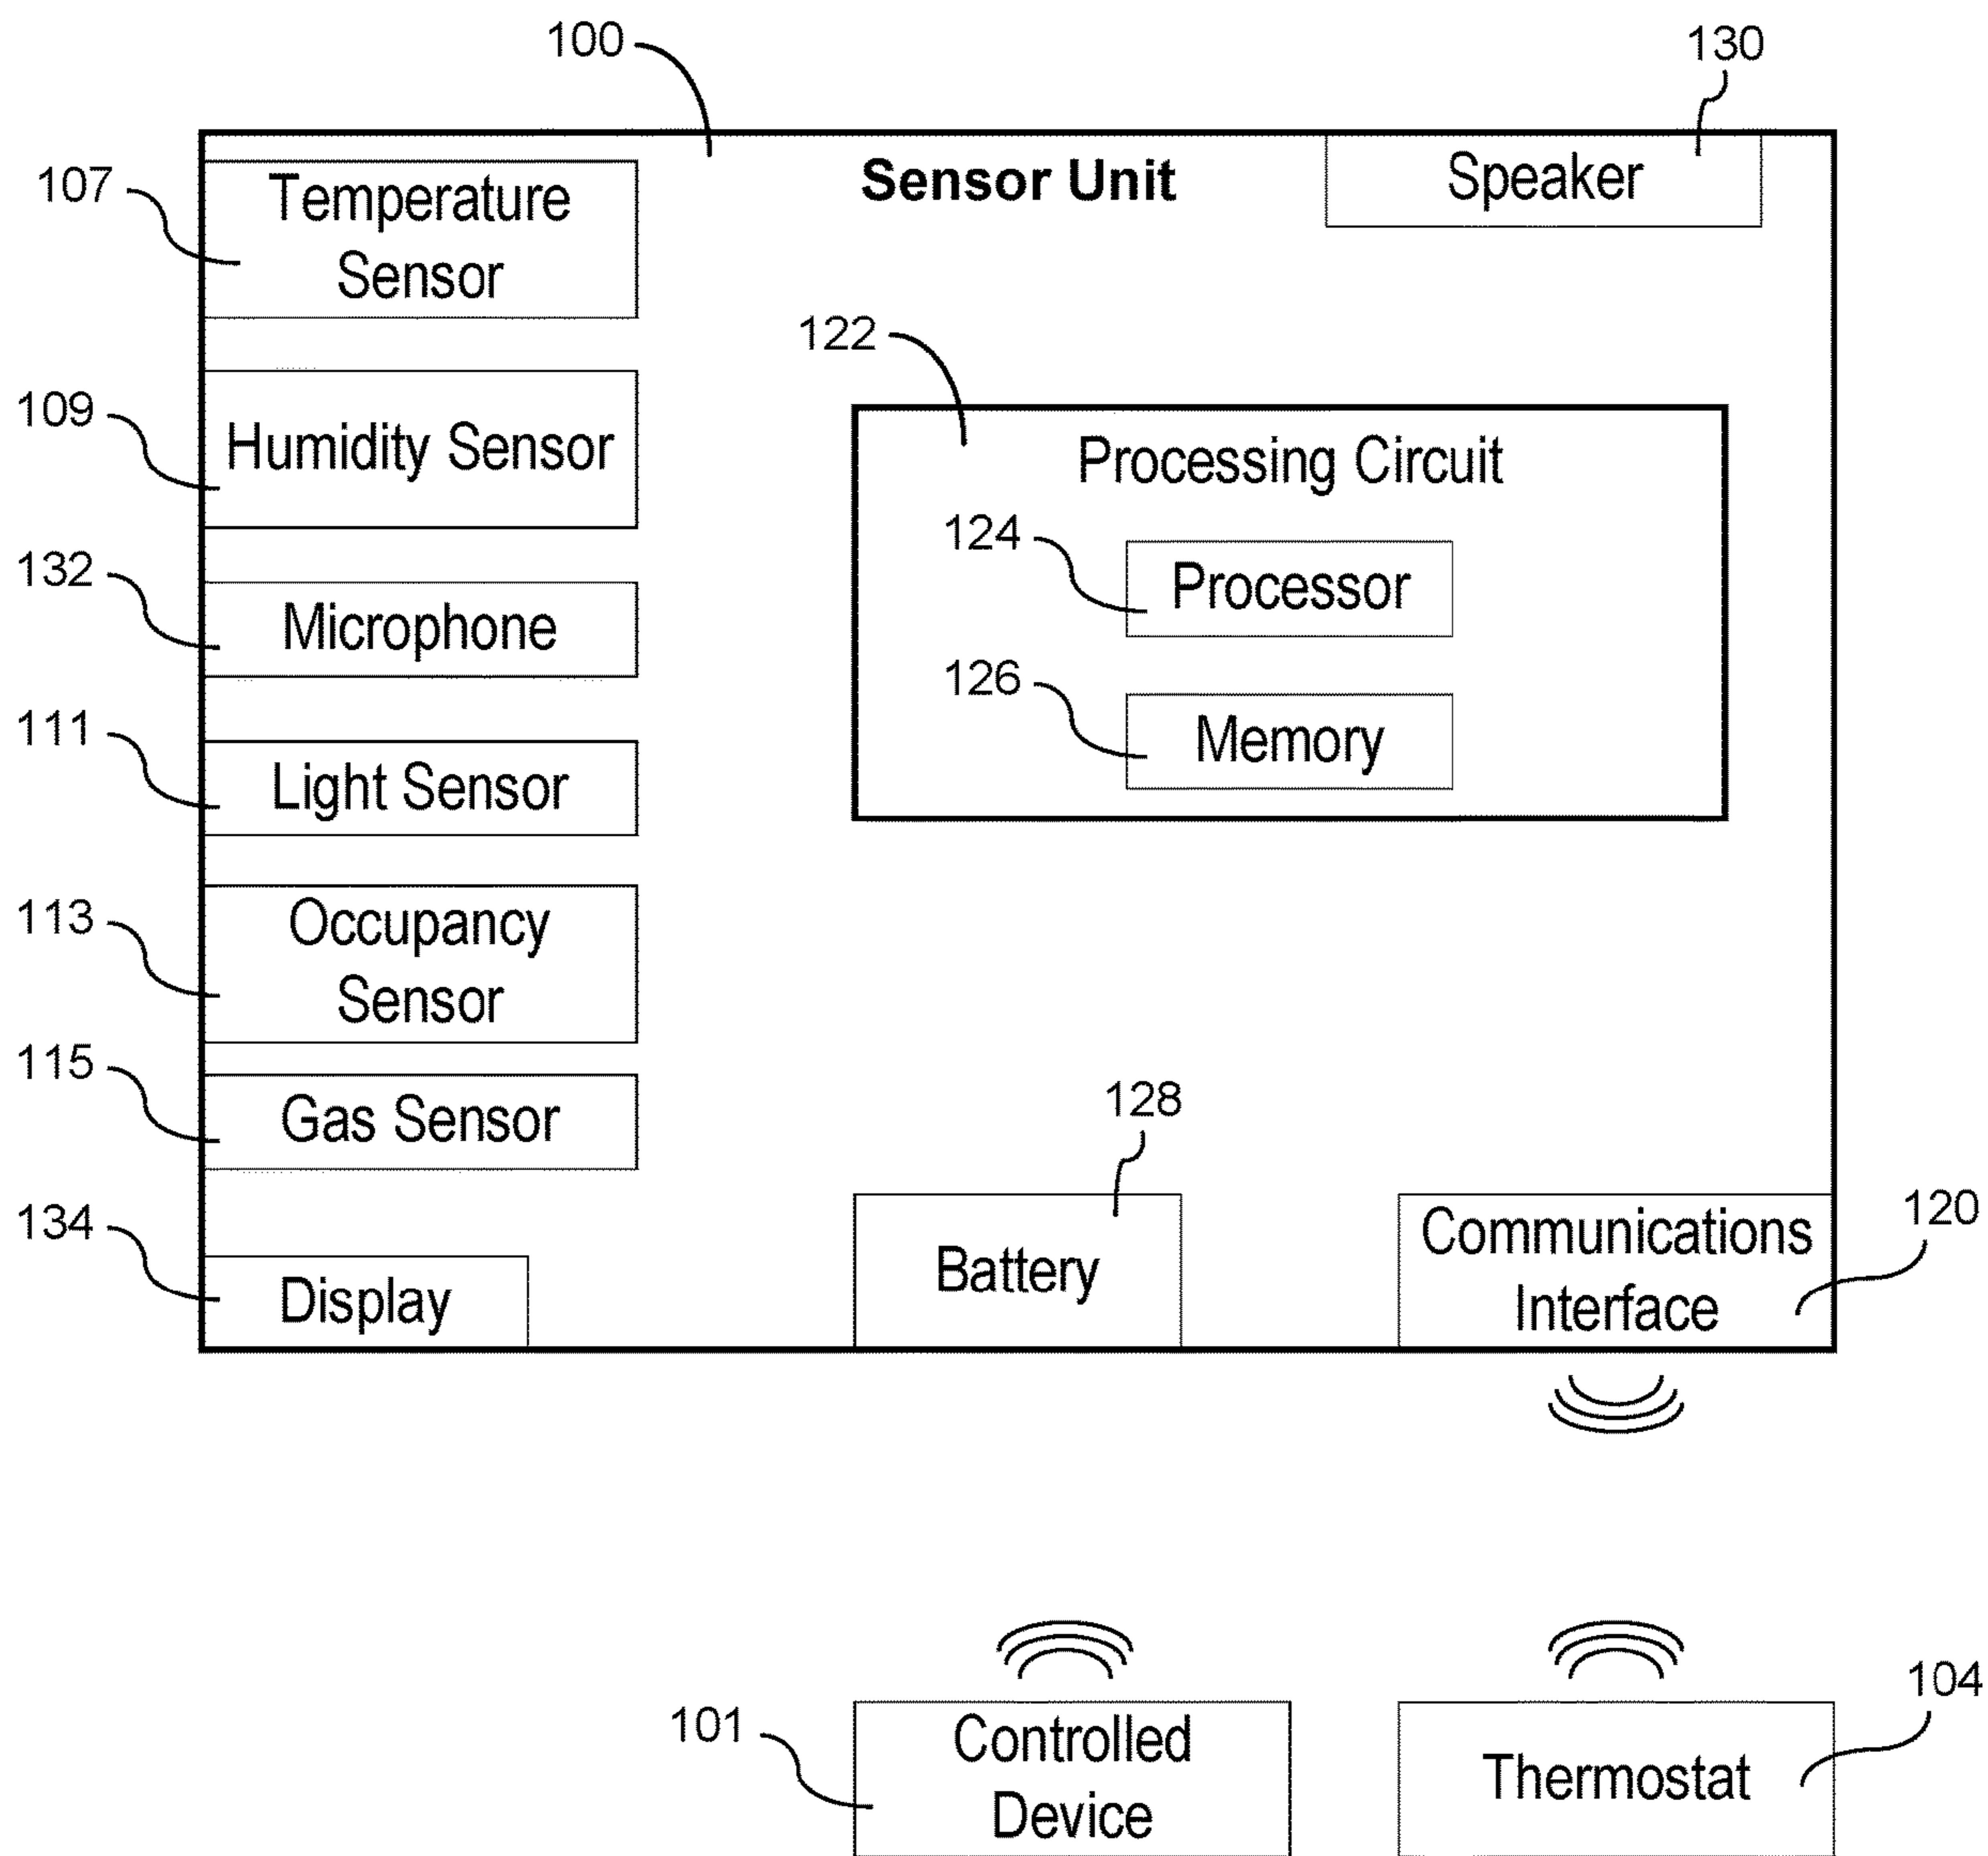 100
130
107
Temperature
Sensor
Sensor Unit
Speaker
122
109
Humidity Sensor
Processing Circuit
124
Processor
132
Microphone
126
Memory
111
Light Sensor
113
Occupancy
Sensor
115
Gas Sensor
128
134
Display
Battery
Communications
Interface
120
101
Controlled
Device
Thermostat
104